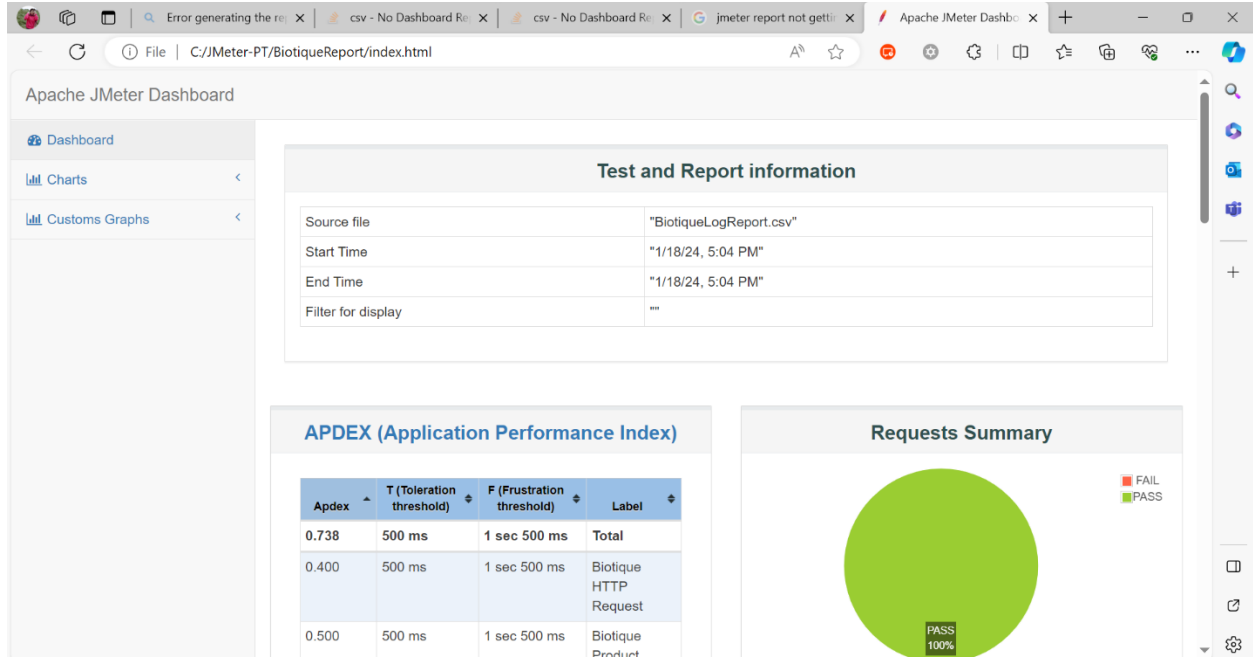 Error generating the rep
csv - No Dashboard Rep
csv - No Dashboard Rep
jmeter report not gettin
Apache JMeter Dashbo
File
C:/JMeter-PT/BiotiqueReport/index.html
Apache JMeter Dashboard
Dashboard
Charts
Customs Graphs
Test and Report information
Source file "BiotiqueLogReport.csv"
Start Time "1/18/24, 5:04 PM"
End Time "1/18/24, 5:04 PM"
Filter for display ""
APDEX (Application Performance Index)
Apdex T (Toleration threshold) F (Frustration threshold) Label
0.738 500 ms 1 sec 500 ms Total
0.400 500 ms 1 sec 500 ms Biotique
HTTP
Request
0.500 500 ms 1 sec 500 ms Biotique
Product
Requests Summary
FAIL
PASS
PASS
100%